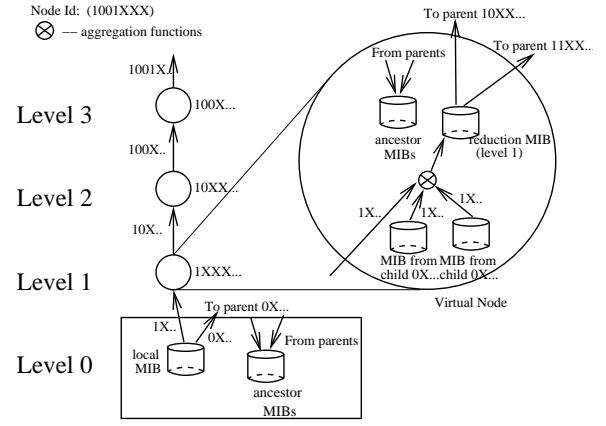 Node Id: (1001XXX)
−− aggregation functions
To parent 10XX...
To parent 11XX...
1001X..
From parents
Level 3
100X...
ancestor
MIBs
reduction MIB
(level 1)
100X..
Level 2
10XX...
1X..
1X..
1X..
10X..
MIB from
child 0X...
MIB from
child 0X...
Level 1
1XXX...
Virtual Node
To parent 0X...
1X..
0X..
From parents
Level 0
local
MIB
ancestor
MIBs